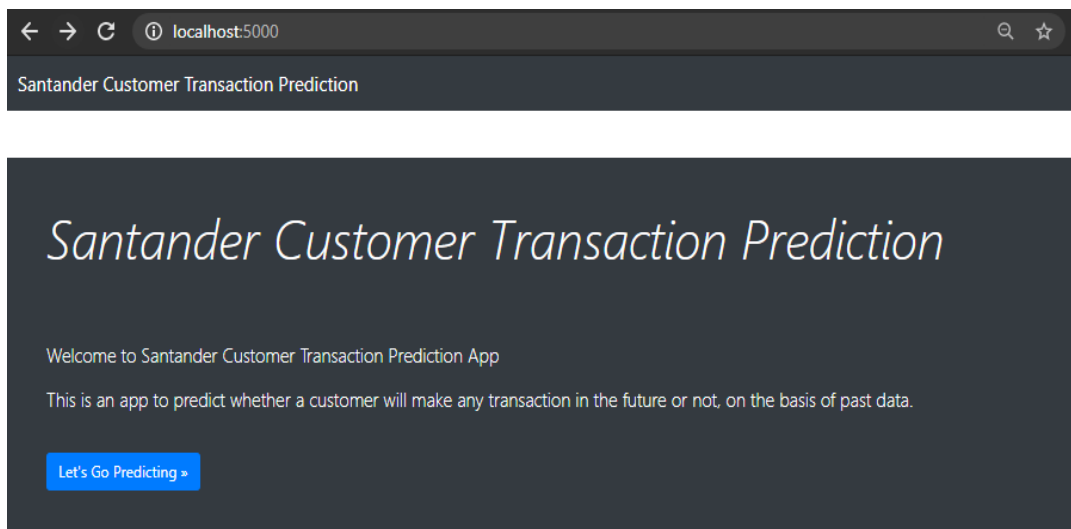 localhost:5000
Santander Customer Transaction Prediction
Santander Customer Transaction Prediction
Welcome to Santander Customer Transaction Prediction App
This is an app to predict whether a customer will make any transaction in the future or not, on the basis of past data.
Let's Go Predicting »